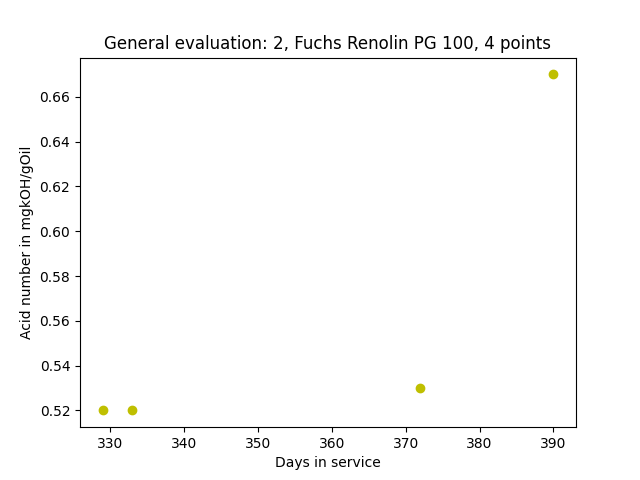 General evaluation: 2, Fuchs Renolin PG 100, 4 points
Acid number in mgkOH/gOil
0.66
0.64
0.62
0.60
0.58
0.56
0.54
0.52
330 340 350 360 370 380 390
Days in service